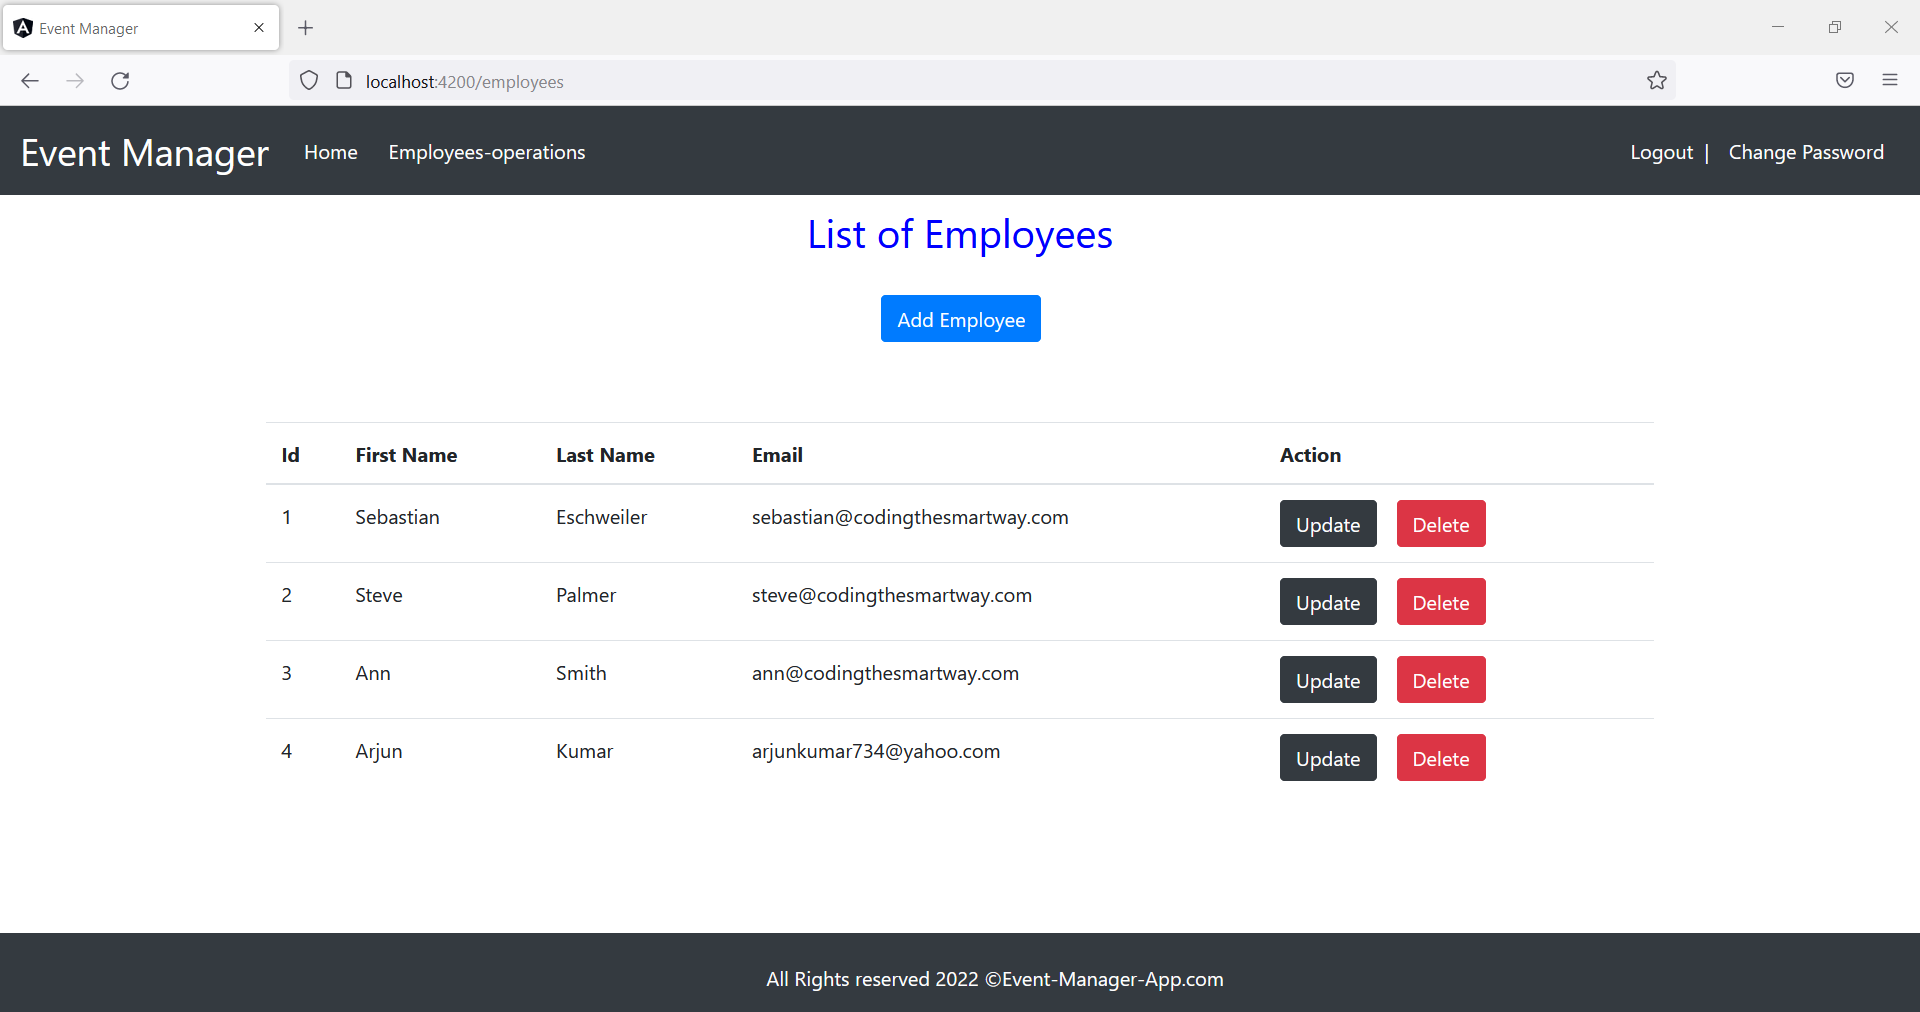 Event Manager
localhost:4200/employees
Event Manager Home Employees-operations Logout | Change Password
List of Employees
Add Employee
Id First Name Last Name Email Action
1 Sebastian Eschweiler sebastian@codingthesmartway.com Update Delete
2 Steve Palmer steve@codingthesmartway.com Update Delete
3 Ann Smith ann@codingthesmartway.com Update Delete
4 Arjun Kumar arjunkumar734@yahoo.com Update Delete
All Rights reserved 2022 ©Event-Manager-App.com